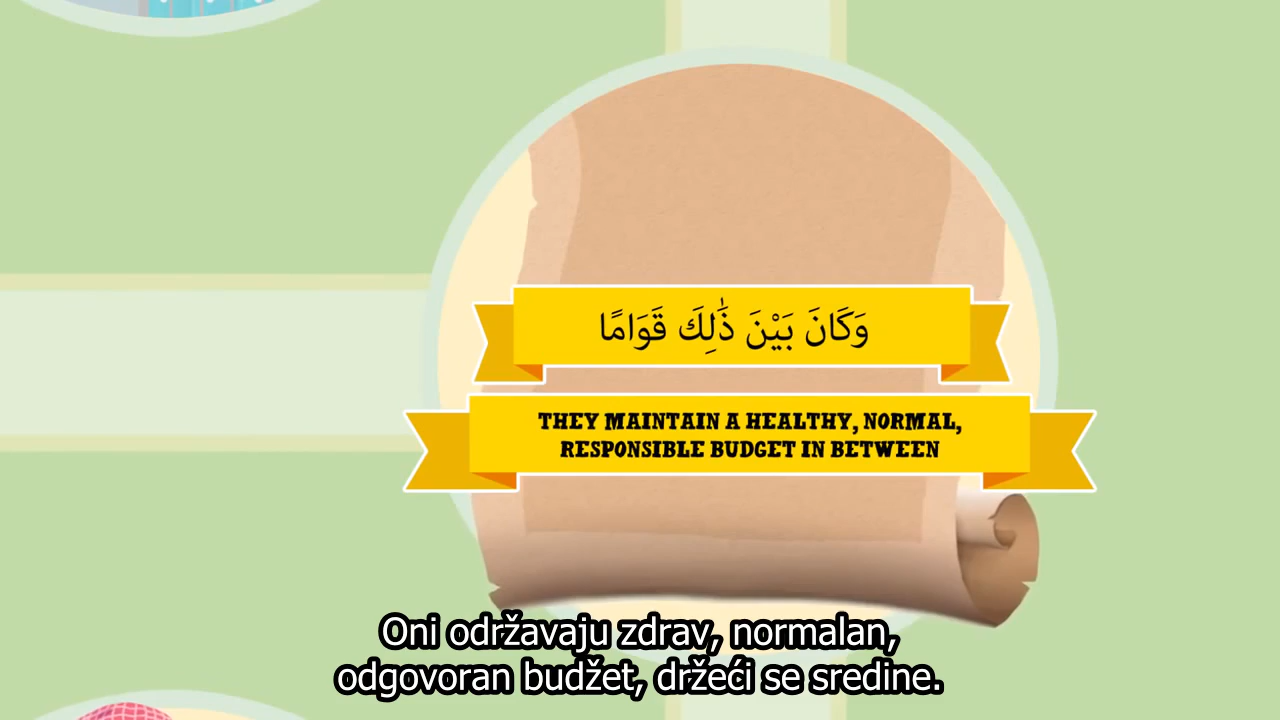 وَكَانَ بَيْنَ ذَٰلِكَ قَوَامًا
THEY MAINTAIN A HEALTHY, NORMAL,
RESPONSIBLE BUDGET IN BETWEEN
Oni održavaju zdrav, normalan,
odgovoran budžet, držeći se sredine.